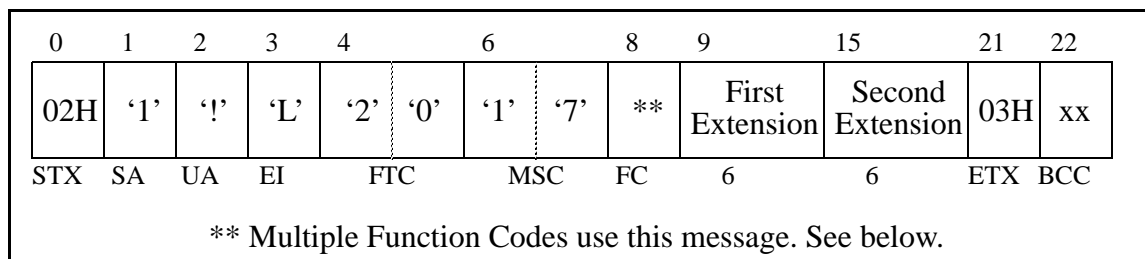 0 1 2 3 4 6 8 9 15 21 22
02H ‘1’ ‘!’ ‘L’ ‘2’ ‘0’ ‘1’ ‘7’ ** First Extension Second Extension 03H xx
STX SA UA EI FTC MSC FC 6 6 ETX BCC
** Multiple Function Codes use this message. See below.